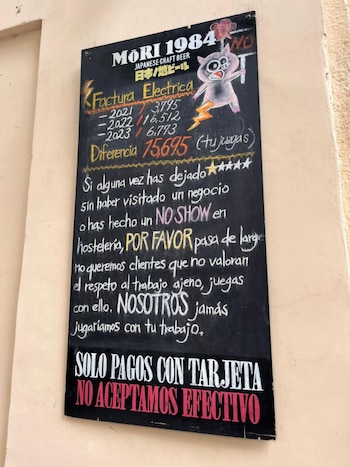 MORI 1984
JAPANESE CRAFT BEER
日本の地ビール
NO
Factura Electrica
- 2021 / 3,795
- 2022 / 16,512
- 2023 / 6,793
Diferencia 15,695 (tu juegas)
Si alguna vez has dejado
sin haber visitado un negocio
o has hecho un NO SHOW en
hostelería, POR FAVOR pasa de largo
no queremos clientes que no valoran
el respeto al trabajo ajeno, juegas
con ello. NOSOTROS jamás
jugaríamos con tu trabajo.
SOLO PAGOS CON TARJETA
NO ACEPTAMOS EFECTIVO